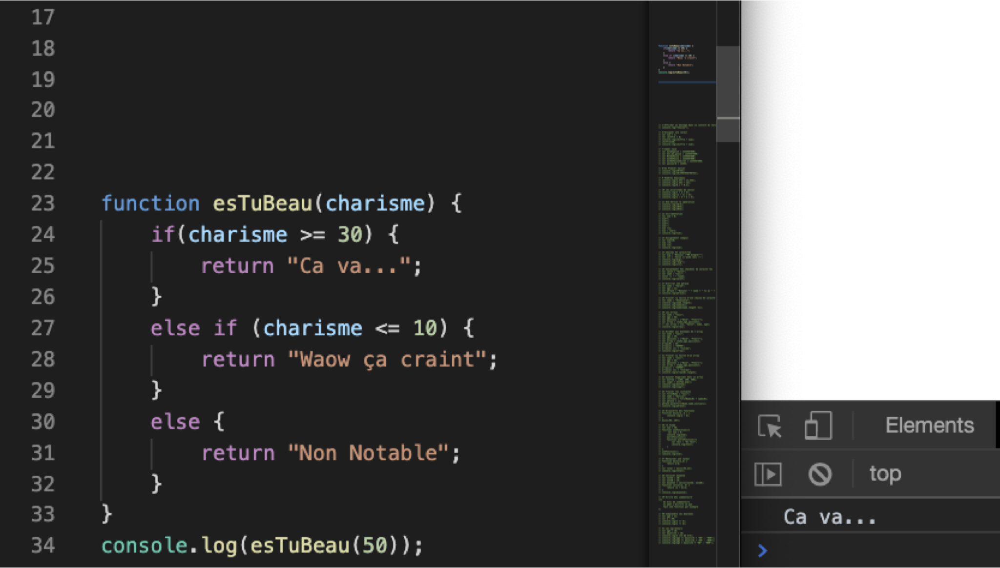 17
18
19
20
21
22
23 function esTuBeau(charisme) {
24 if(charisme >= 30) {
25 return "Ca va...";
26 }
27 else if (charisme <= 10) {
28 return "Waow ça craint";
29 }
30 else {
31 return "Non Notable";
32 }
33 }
34 console.log(esTuBeau(50));
Elements
top
Ca va...